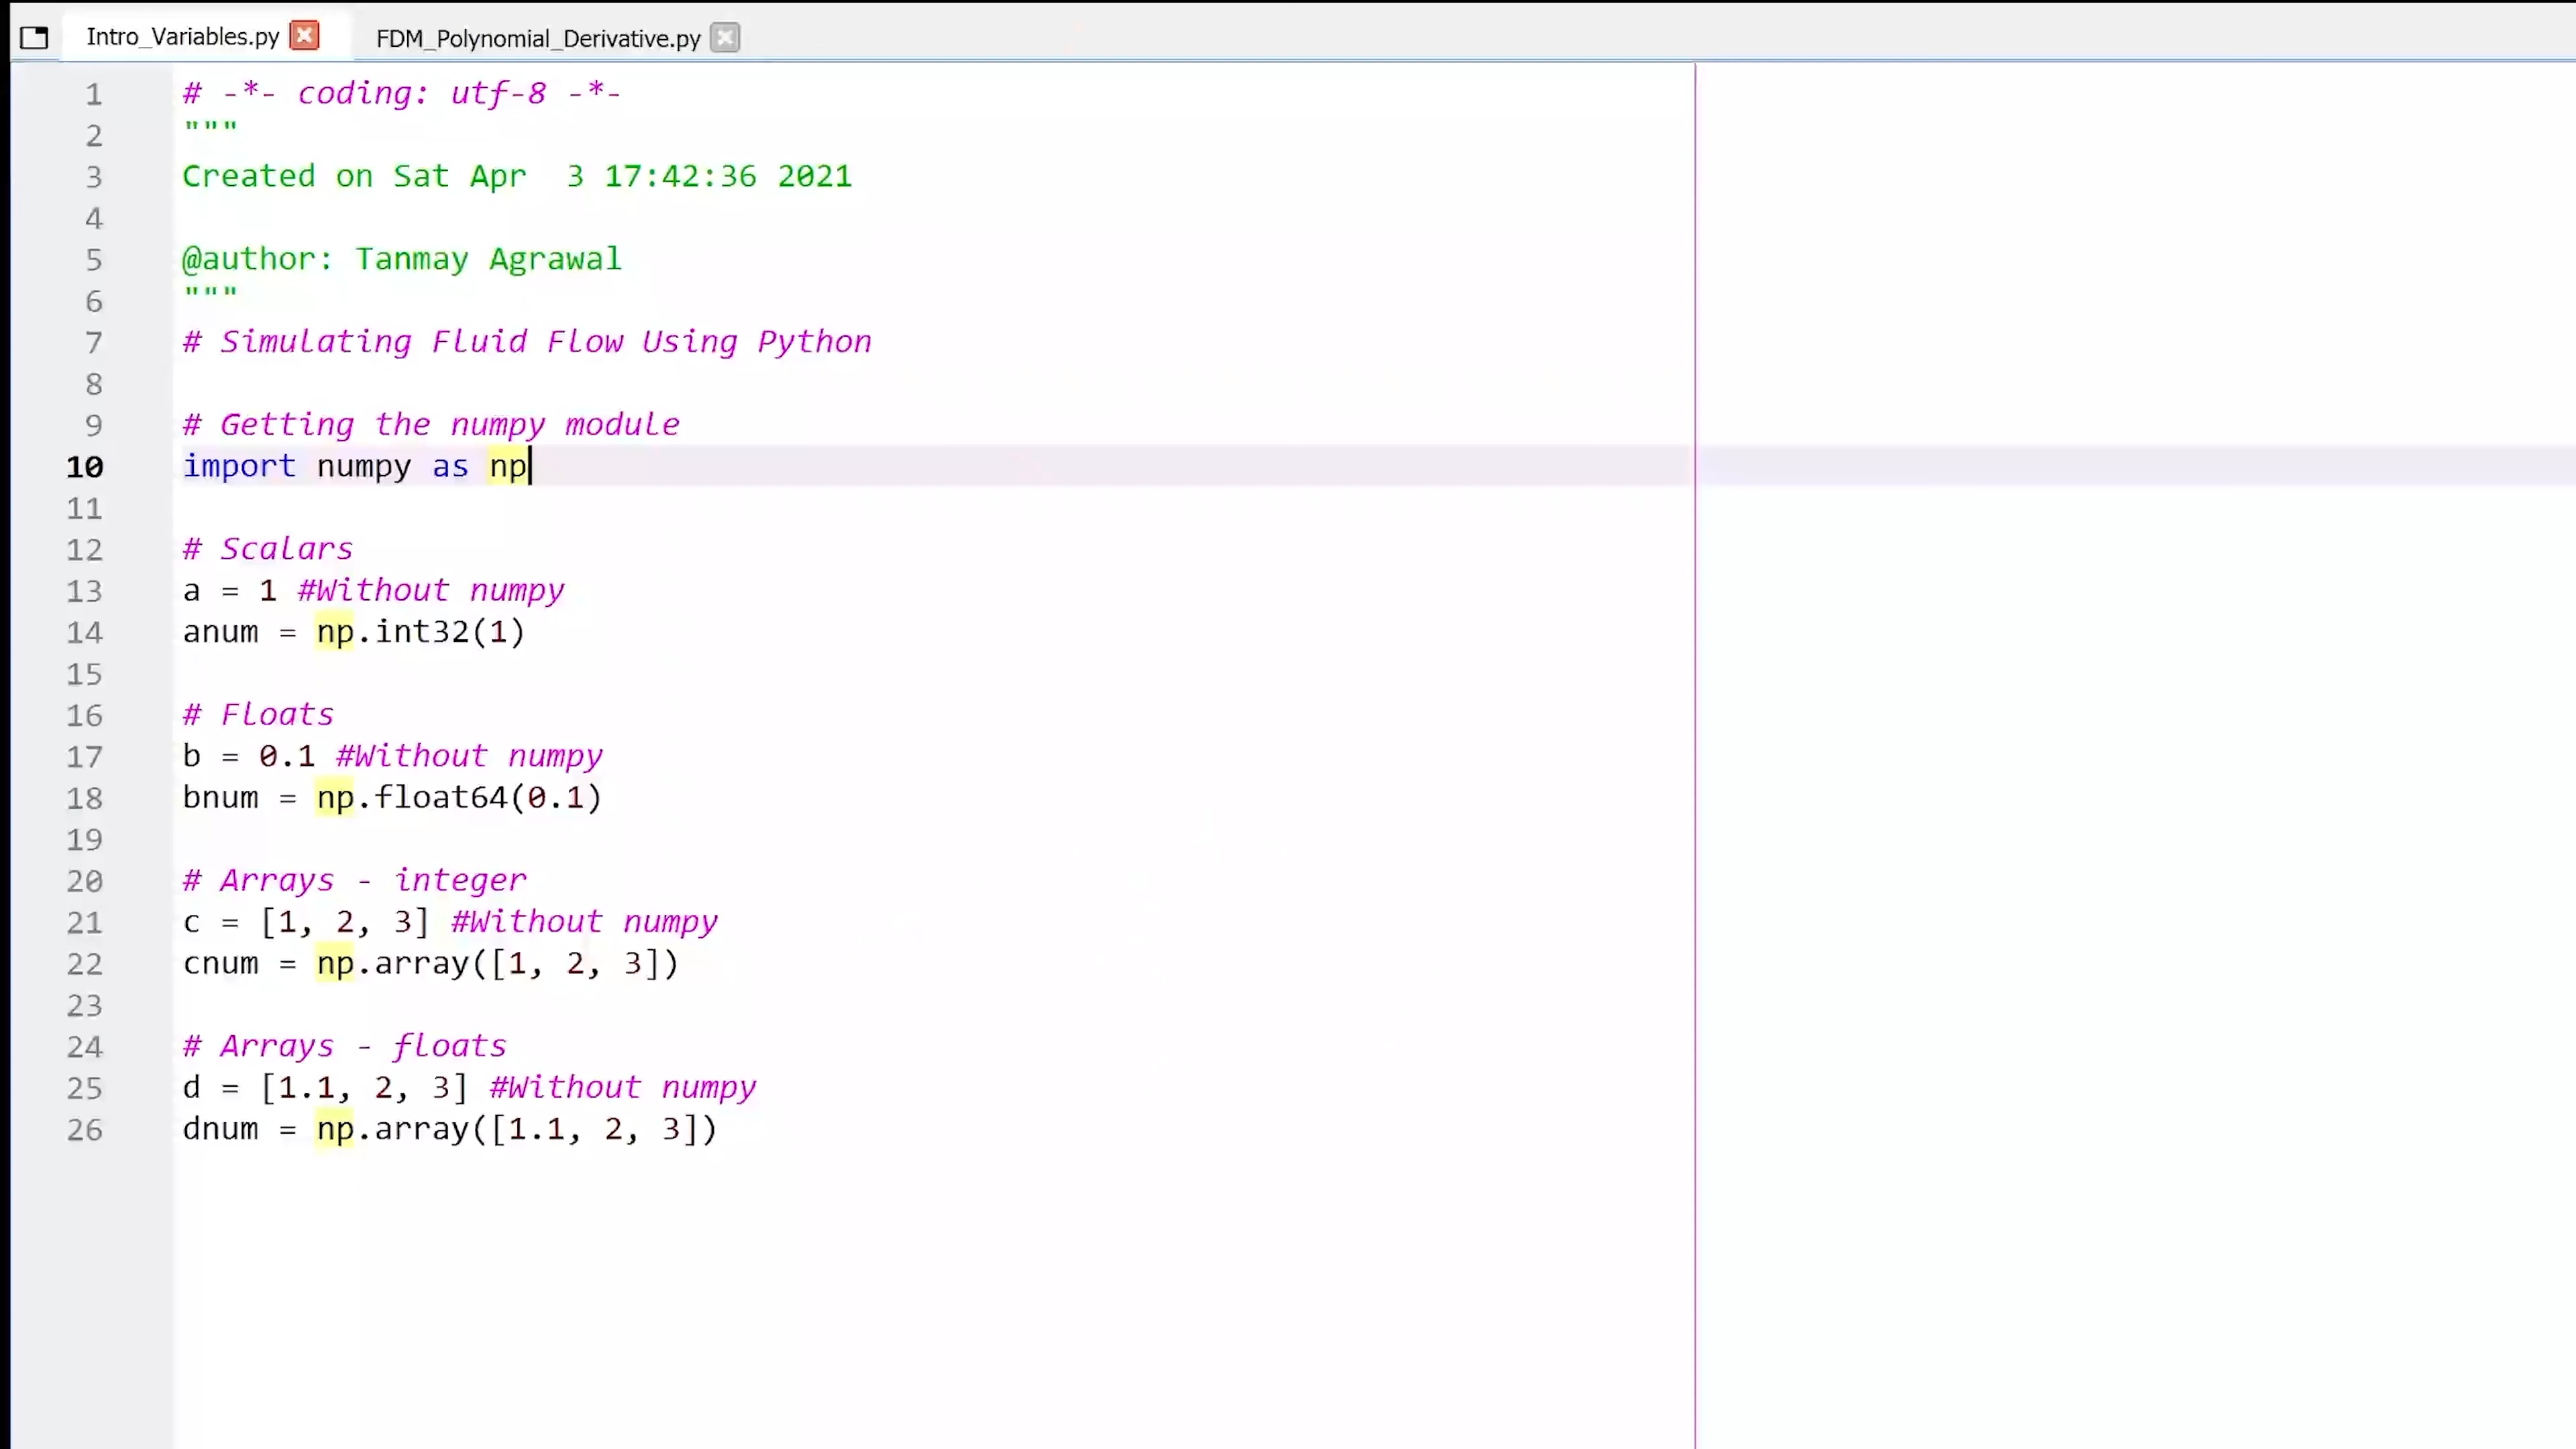 Intro_Variables.py FDM_Polynomial_Derivative.py
1 # -*- coding: utf-8 -*-
2 """
3 Created on Sat Apr  3 17:42:36 2021
4
5 @author: Tanmay Agrawal
6 """
7 # Simulating Fluid Flow Using Python
8
9 # Getting the numpy module
10 import numpy as np
11
12 # Scalars
13 a = 1 #Without numpy
14 anum = np.int32(1)
15
16 # Floats
17 b = 0.1 #Without numpy
18 bnum = np.float64(0.1)
19
20 # Arrays - integer
21 c = [1, 2, 3] #Without numpy
22 cnum = np.array([1, 2, 3])
23
24 # Arrays - floats
25 d = [1.1, 2, 3] #Without numpy
26 dnum = np.array([1.1, 2, 3])